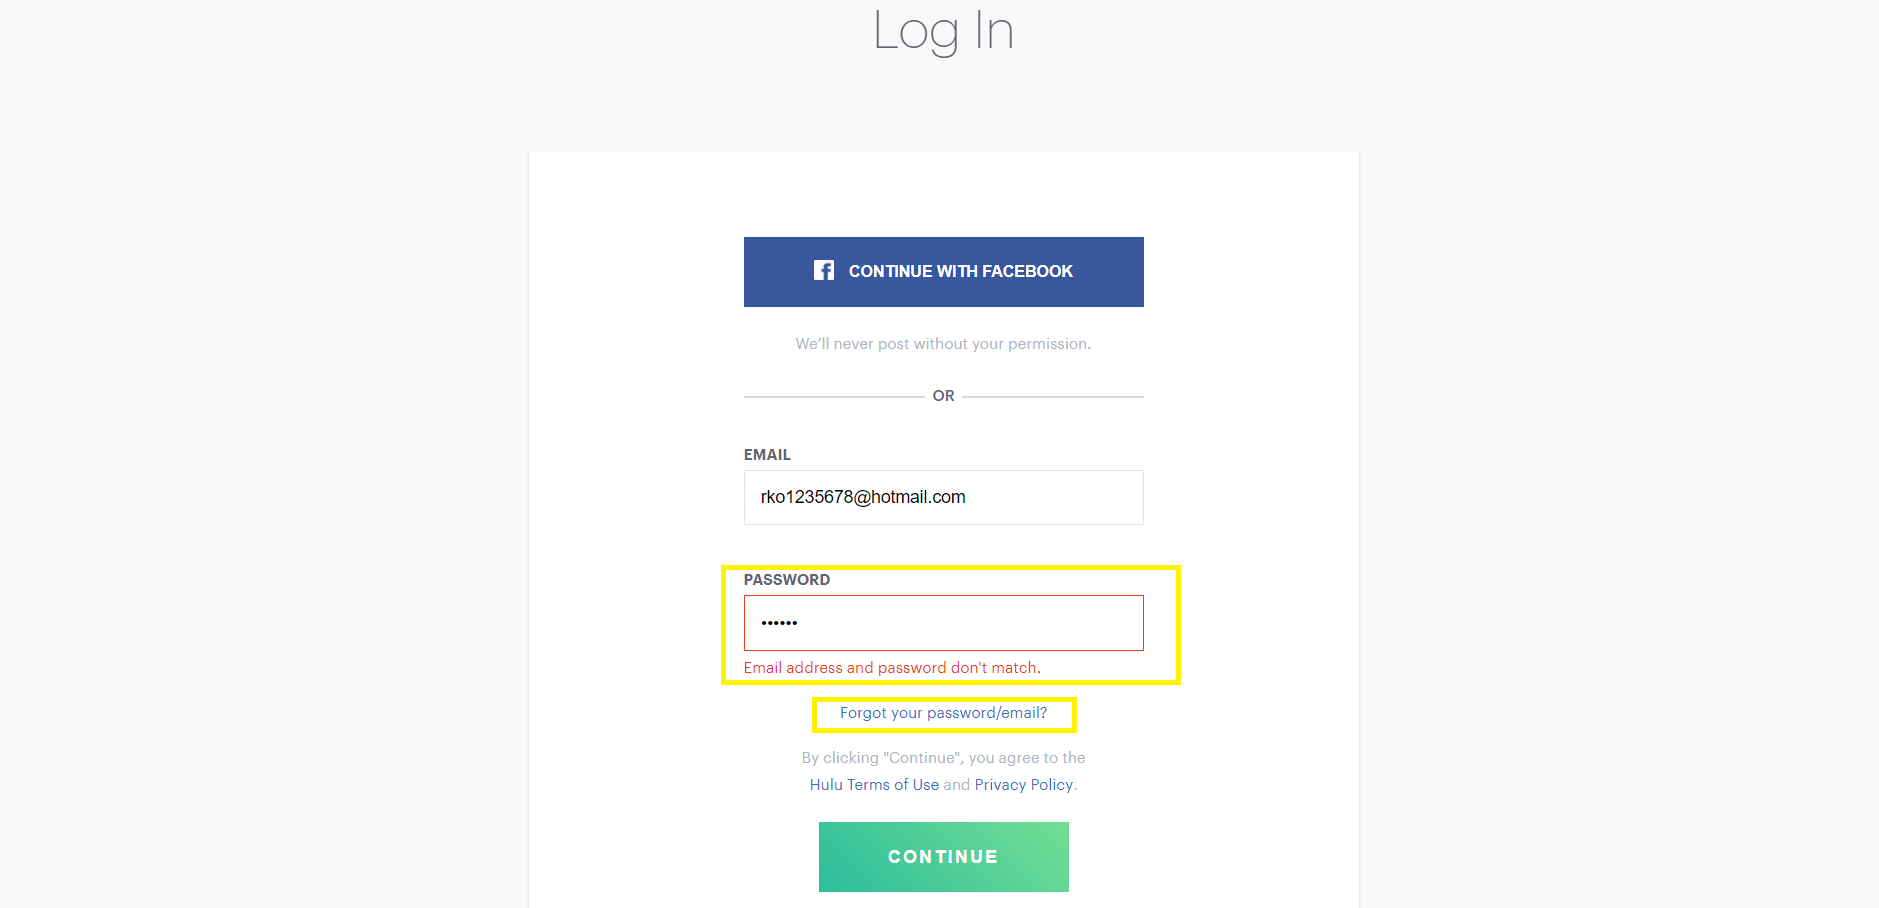 Log In
CONTINUE WITH FACEBOOK
We’ll never post without your permission.
OR
EMAIL
rko1235678@hotmail.com
PASSWORD
••••••
Email address and password don't match.
Forgot your password/email?
By clicking "Continue", you agree to the
Hulu Terms of Use and Privacy Policy.
CONTINUE